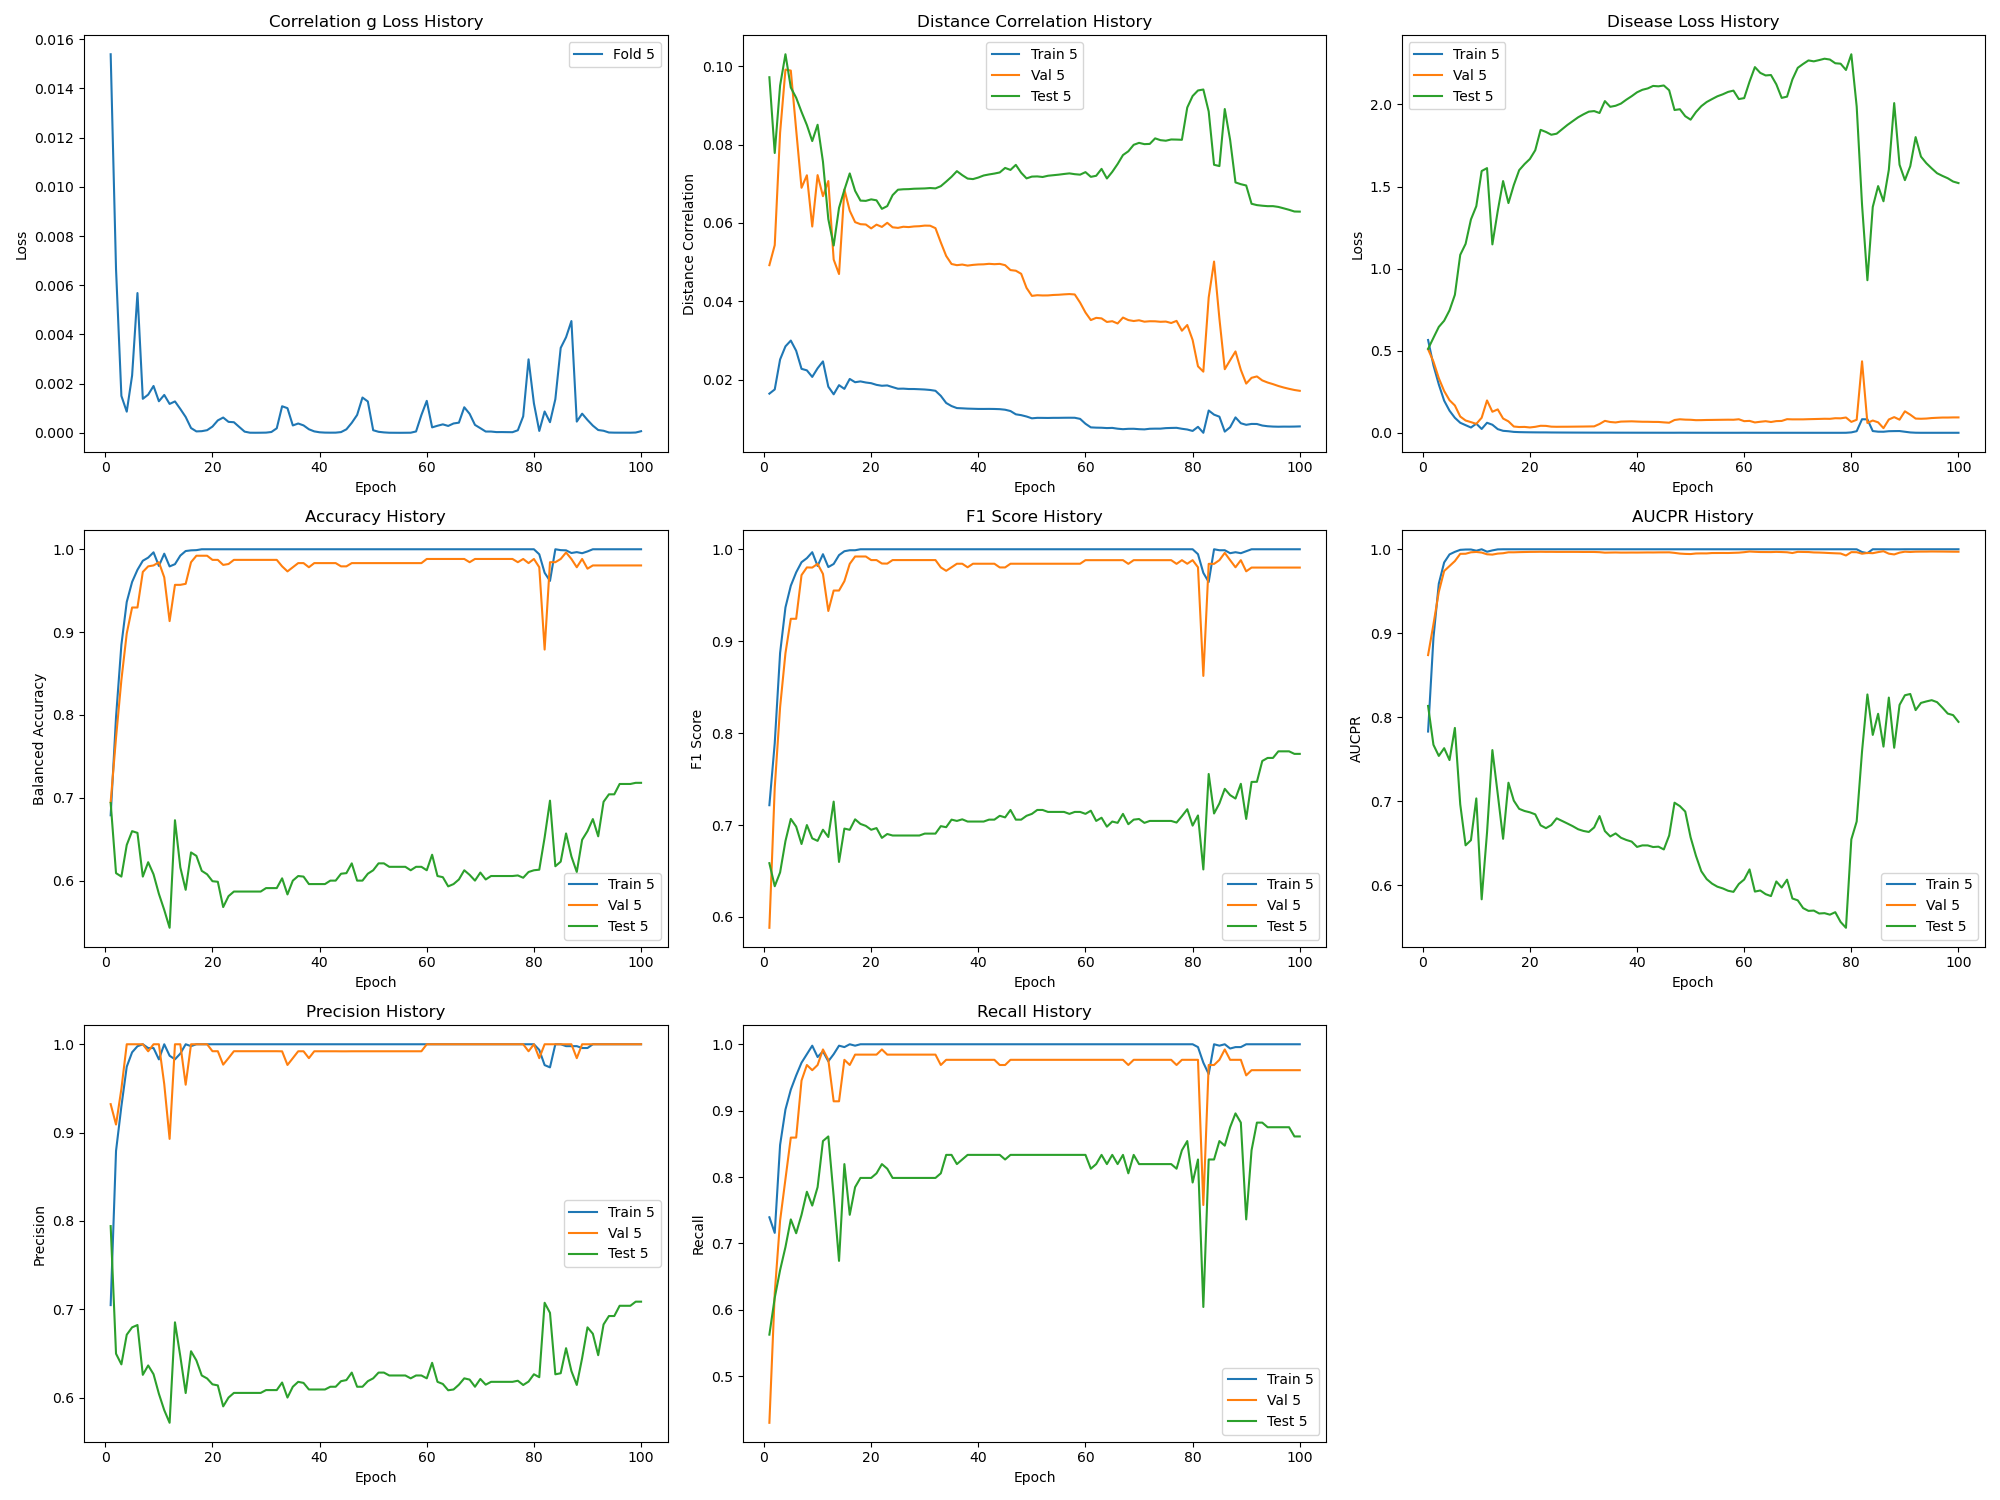 Correlation g Loss History
Loss
0.016
0.014
0.012
0.010
0.008
0.006
0.004
0.002
0.000
Fold 5
0 20 40 60 80 100
Epoch
Distance Correlation History
Distance Correlation
0.10
0.08
0.06
0.04
0.02
Train 5
Val 5
Test 5
0 20 40 60 80 100
Epoch
Disease Loss History
Loss
2.0
1.5
1.0
0.5
0.0
Train 5
Val 5
Test 5
0 20 40 60 80 100
Epoch
Accuracy History
Balanced Accuracy
1.0
0.9
0.8
0.7
0.6
Train 5
Val 5
Test 5
0 20 40 60 80 100
Epoch
F1 Score History
F1 Score
1.0
0.9
0.8
0.7
0.6
Train 5
Val 5
Test 5
0 20 40 60 80 100
Epoch
AUCPR History
AUCPR
1.0
0.9
0.8
0.7
0.6
Train 5
Val 5
Test 5
0 20 40 60 80 100
Epoch
Precision History
Precision
1.0
0.9
0.8
0.7
0.6
Train 5
Val 5
Test 5
0 20 40 60 80 100
Epoch
Recall History
Recall
1.0
0.9
0.8
0.7
0.6
0.5
Train 5
Val 5
Test 5
0 20 40 60 80 100
Epoch